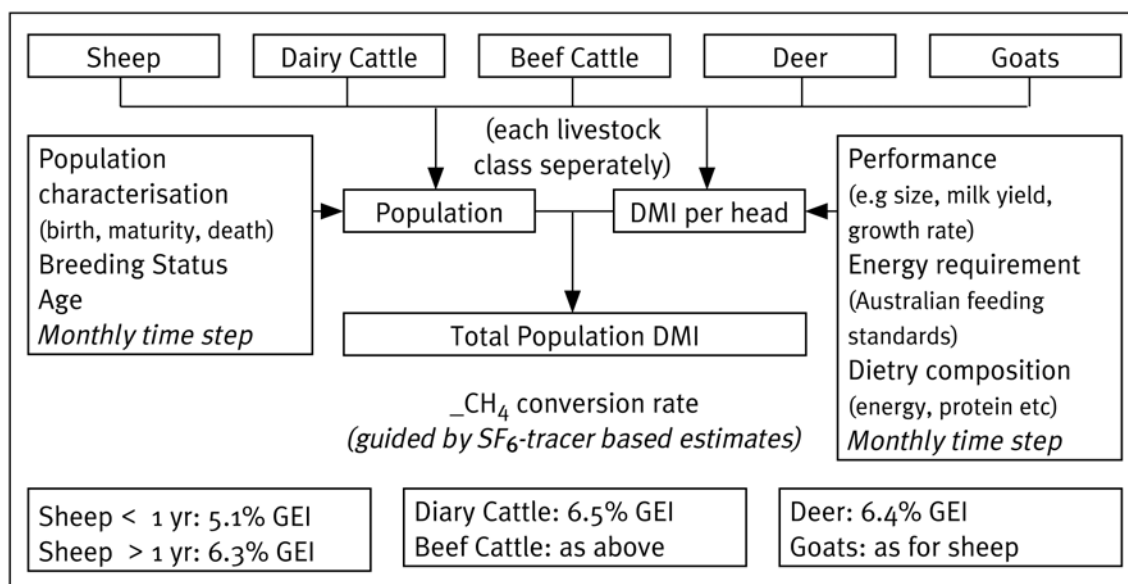 Sheep
Dairy Cattle
Beef Cattle
Deer
Goats
(each livestock
class seperately)
Population
characterisation
(birth, maturity, death)
Breeding Status
Age
Monthly time step
Population
DMI per head
Performance
(e.g size, milk yield,
growth rate)
Energy requirement
(Australian feeding
standards)
Dietry composition
(energy, protein etc)
Monthly time step
Total Population DMI
_CH₄ conversion rate
(guided by SF₆-tracer based estimates)
Sheep < 1 yr: 5.1% GEI
Sheep > 1 yr: 6.3% GEI
Diary Cattle: 6.5% GEI
Beef Cattle: as above
Deer: 6.4% GEI
Goats: as for sheep